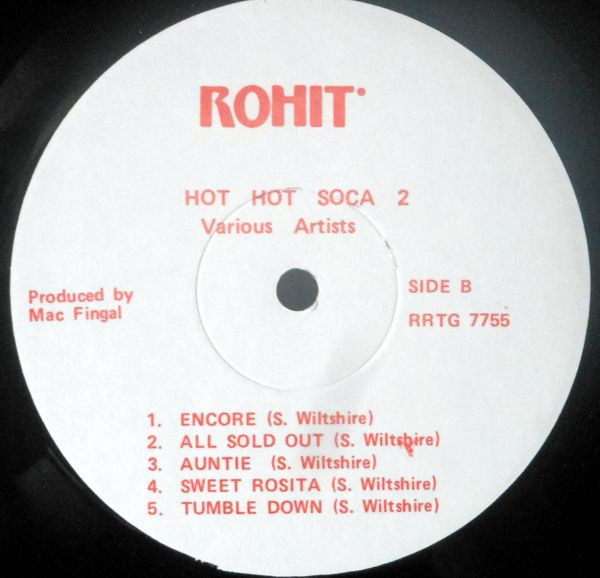 ROHIT
HOT HOT SOCA 2
Various Artists
Produced by
Mac Fingal
SIDE B
RRTG 7755
1. ENCORE (S. Wiltshire)
2. ALL SOLD OUT (S. Wiltshire)
3. AUNTIE (S. Wiltshire)
4. SWEET ROSITA (S. Wiltshire)
5. TUMBLE DOWN (S. Wiltshire)